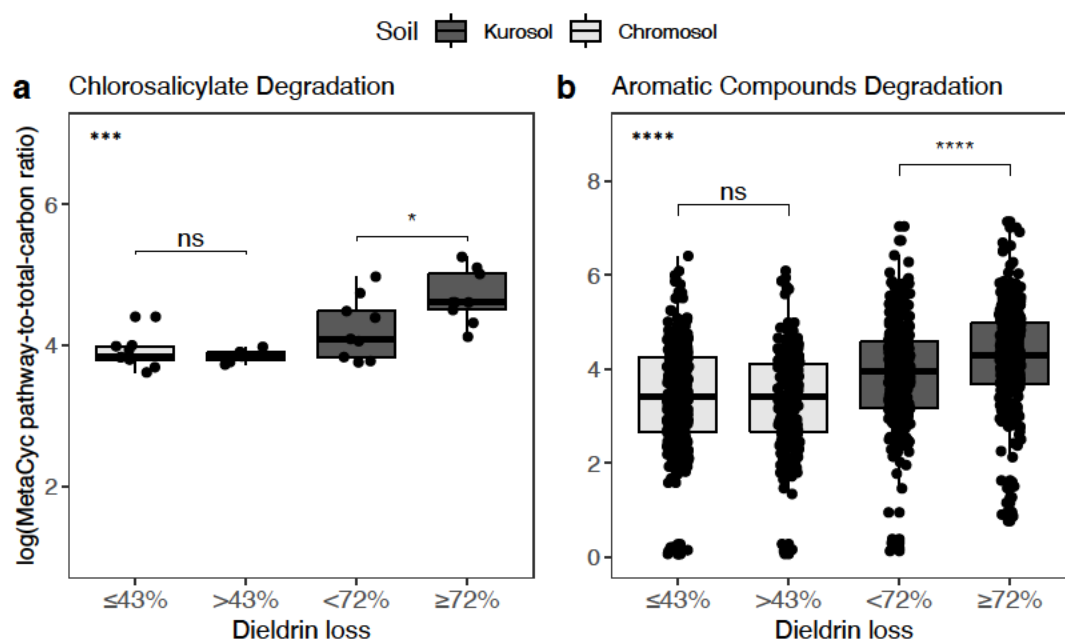 Soil Kurosol Chromosol
a Chlorosalicylate Degradation
b Aromatic Compounds Degradation
log(MetaCyc pathway-to-total-carbon ratio)
***
ns
*
6
4
2
≤43% >43% <72% ≥72%
Dieldrin loss
****
ns
****
8
6
4
2
0
≤43% >43% <72% ≥72%
Dieldrin loss